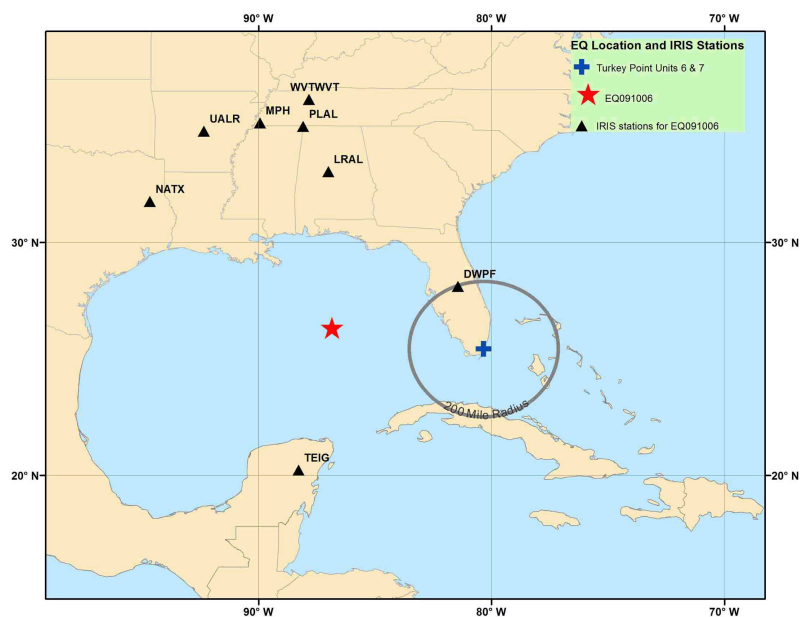 90° W
80° W
70° W
EQ Location and IRIS Stations
Turkey Point Units 6 & 7
EQ091006
IRIS stations for EQ091006
WVTWVT
UALR
MPH
PLAL
LRAL
NATX
30° N
30° N
DWPF
200 Mile Radius
TEIG
20° N
20° N
90° W
80° W
70° W